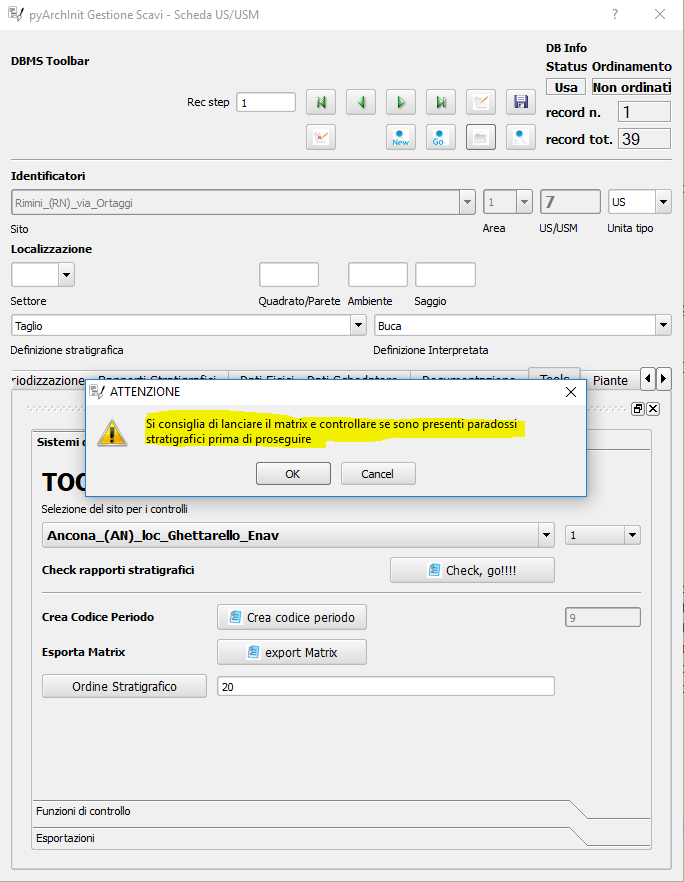 pyArchInit Gestione Scavi - Scheda US/USM
DBMS Toolbar
DB Info
Status Ordinamento
Usa Non ordinati
Rec step 1
record n. 1
New Go
record tot. 39
Identificatori
Rimini_(RN)_via_Ortaggi 1 7 US
Sito Area US/USM Unita tipo
Localizzazione
Settore Quadrato/Parete Ambiente Saggio
Taglio Buca
Definizione stratigrafica Definizione Interpretata
riodizzazione Rapporti Stratigrafici Dati Fisici Dati Schedatore Documentazione Tools Piante
ATTENZIONE
Si consiglia di lanciare il matrix e controllare se sono presenti paradossi
stratigrafici prima di proseguire
OK Cancel
Sistemi d
TOO
Selezione del sito per i controlli
Ancona_(AN)_loc_Ghettarello_Enav 1
Check rapporti stratigrafici Check, go!!!!
Crea Codice Periodo Crea codice periodo 9
Esporta Matrix export Matrix
Ordine Stratigrafico 20
Funzioni di controllo
Esportazioni